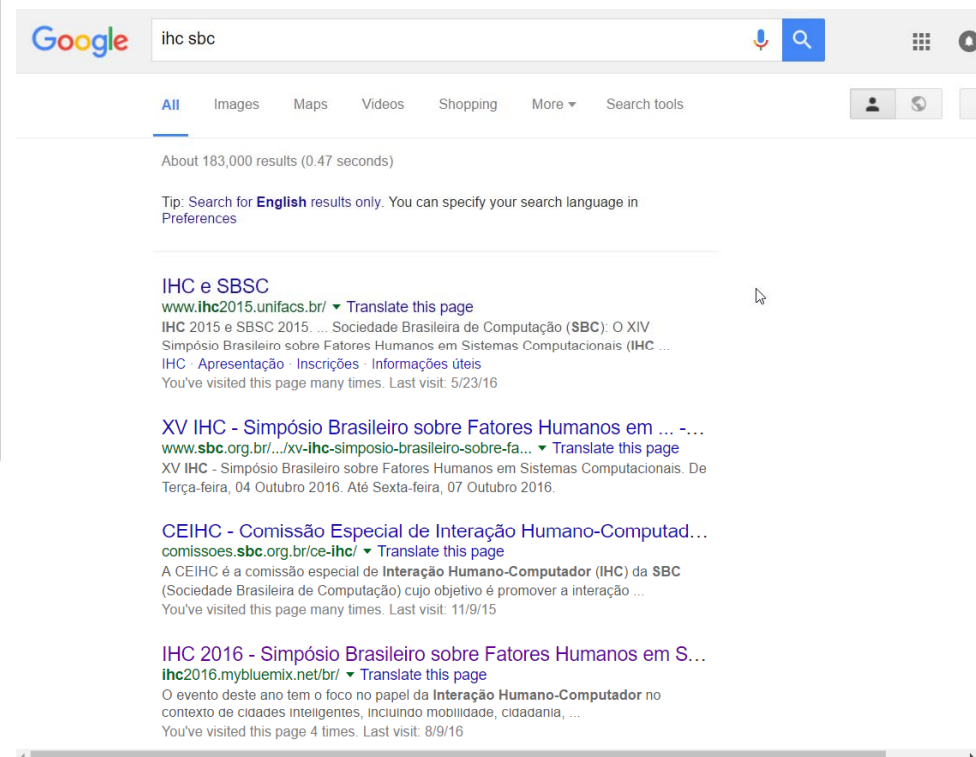 Google ihc sbc
All Images Maps Videos Shopping More Search tools
About 183,000 results (0.47 seconds)
Tip: Search for English results only. You can specify your search language in
Preferences
IHC e SBSC
www.ihc2015.unifacs.br/ Translate this page
IHC 2015 e SBSC 2015. ... Sociedade Brasileira de Computação (SBC): O XIV
Simpósio Brasileiro sobre Fatores Humanos em Sistemas Computacionais (IHC ...
IHC · Apresentação · Inscrições · Informações úteis
You've visited this page many times. Last visit: 5/23/16
XV IHC - Simpósio Brasileiro sobre Fatores Humanos em ... -...
www.sbc.org.br/.../xv-ihc-simposio-brasileiro-sobre-fa... Translate this page
XV IHC - Simpósio Brasileiro sobre Fatores Humanos em Sistemas Computacionais. De
Terça-feira, 04 Outubro 2016. Até Sexta-feira, 07 Outubro 2016.
CEIHC - Comissão Especial de Interação Humano-Computad...
comissoes.sbc.org.br/ce-ihc/ Translate this page
A CEIHC é a comissão especial de Interação Humano-Computador (IHC) da SBC
(Sociedade Brasileira de Computação) cujo objetivo é promover a interação ...
You've visited this page many times. Last visit: 11/9/15
IHC 2016 - Simpósio Brasileiro sobre Fatores Humanos em S...
ihc2016.mybluemix.net/br/ Translate this page
O evento deste ano tem o foco no papel da Interação Humano-Computador no
contexto de cidades inteligentes, incluindo mobilidade, cidadania, ...
You've visited this page 4 times. Last visit: 8/9/16